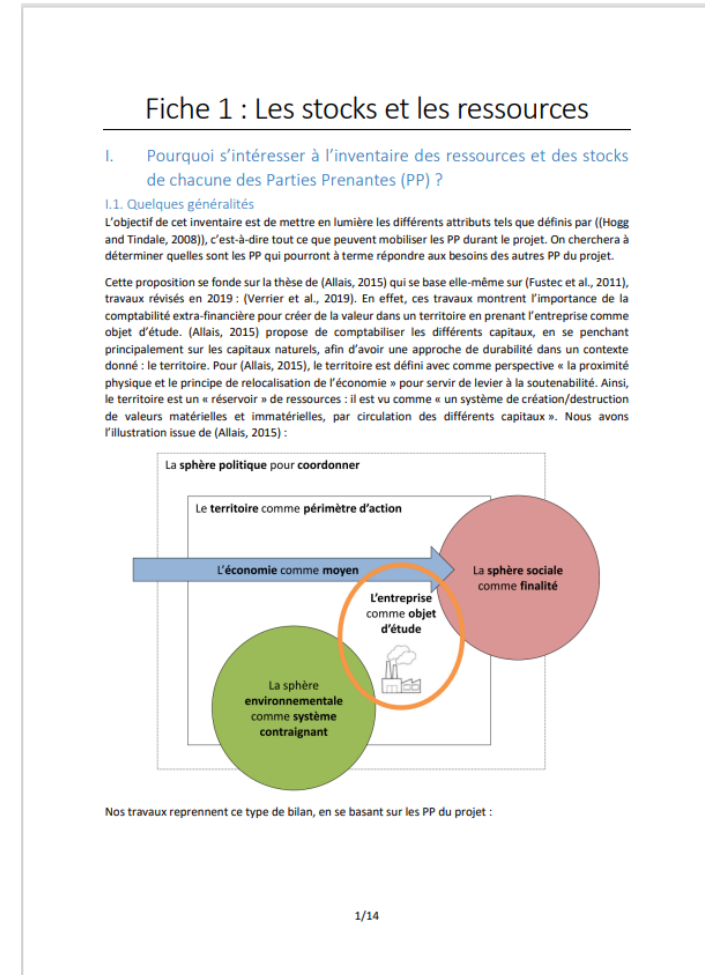 Fiche 1 : Les stocks et les ressources
I. Pourquoi s'intéresser à l'inventaire des ressources et des stocks
de chacune des Parties Prenantes (PP) ?
I.1. Quelques généralités
L'objectif de cet inventaire est de mettre en lumière les différents attributs tels que définis par ((Hogg
and Tindale, 2008)), c'est-à-dire tout ce que peuvent mobiliser les PP durant le projet. On cherchera à
déterminer quelles sont les PP qui pourront à terme répondre aux besoins des autres PP du projet.
Cette proposition se fonde sur la thèse de (Allais, 2015) qui se base elle-même sur (Fustec et al., 2011),
travaux révisés en 2019 : (Verrier et al., 2019). En effet, ces travaux montrent l'importance de la
comptabilité extra-financière pour créer de la valeur dans un territoire en prenant l'entreprise comme
objet d'étude. (Allais, 2015) propose de comptabiliser les différents capitaux, en se penchant
principalement sur les capitaux naturels, afin d'avoir une approche de durabilité dans un contexte
donné : le territoire. Pour (Allais, 2015), le territoire est défini avec comme perspective « la proximité
physique et le principe de relocalisation de l'économie » pour servir de levier à la soutenabilité. Ainsi,
le territoire est un « réservoir » de ressources : il est vu comme « un système de création/destruction
de valeurs matérielles et immatérielles, par circulation des différents capitaux ». Nous avons
l'illustration issue de (Allais, 2015) :
La sphère politique pour coordonner
Le territoire comme périmètre d'action
L'économie comme moyen
La sphère sociale
comme finalité
L'entreprise
comme objet
d'étude
La sphère
environnementale
comme système
contraignant
Nos travaux reprennent ce type de bilan, en se basant sur les PP du projet :
1/14